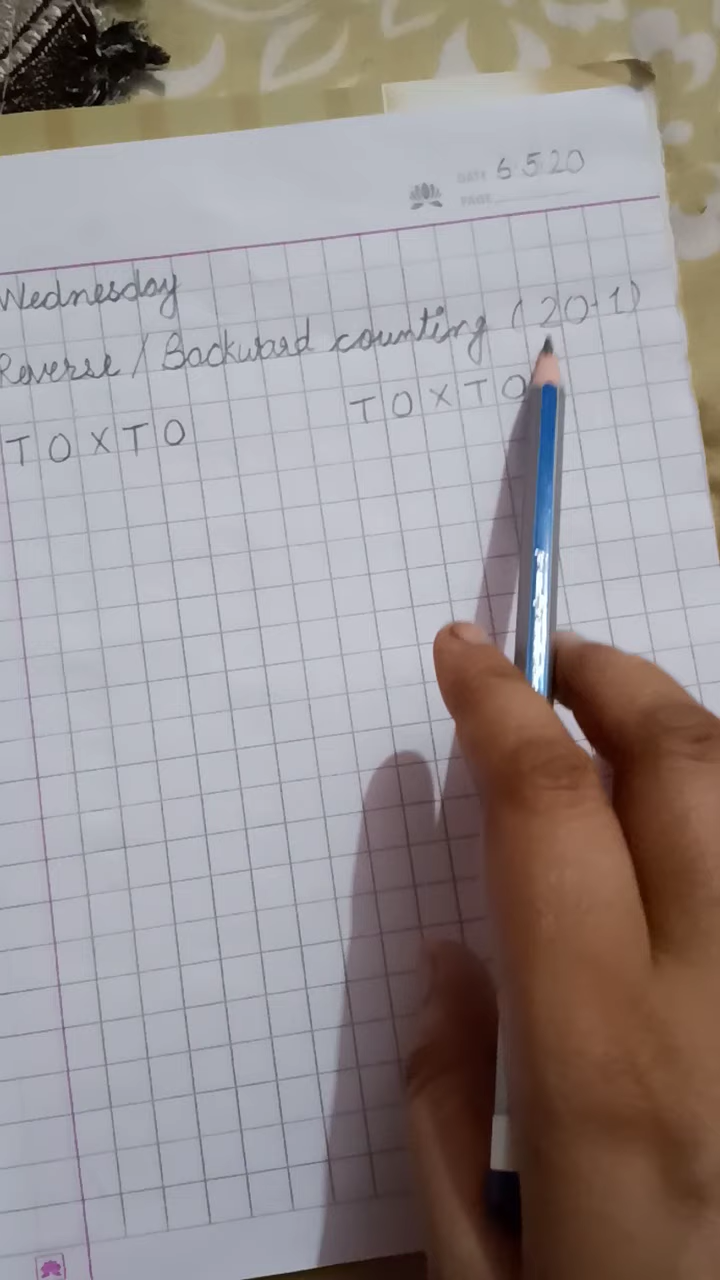 DATE 6.5.20
PAGE
Wednesday
Reverse / Backward counting (20-1)
T O X T O T O X T O